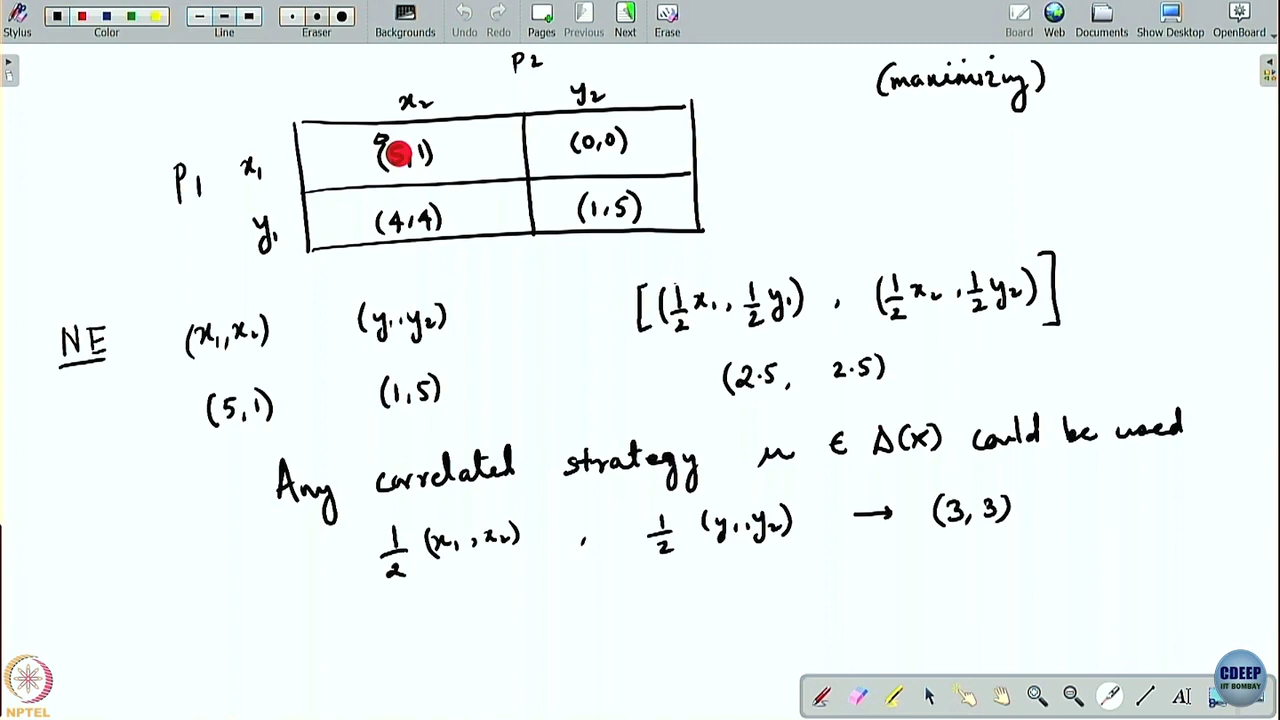 Stylus Color Line Eraser Backgrounds Undo Redo Pages Previous Next Erase Board Web Documents Show Desktop OpenBoard
P2
(maximizing)
x₂ y₂
P1 x₁ (5,1) (0,0)
y₁ (4,4) (1,5)
NE (x₁,x₂) (y₁,y₂) [(1/2 x₁, 1/2 y₁), (1/2 x₂, 1/2 y₂)]
(5,1) (1,5) (2.5, 2.5)
Any correlated strategy μ ∈ Δ(X) could be used
1/2 (x₁,x₂), 1/2 (y₁,y₂) → (3,3)
NPTEL
CDEEP
IIT BOMBAY